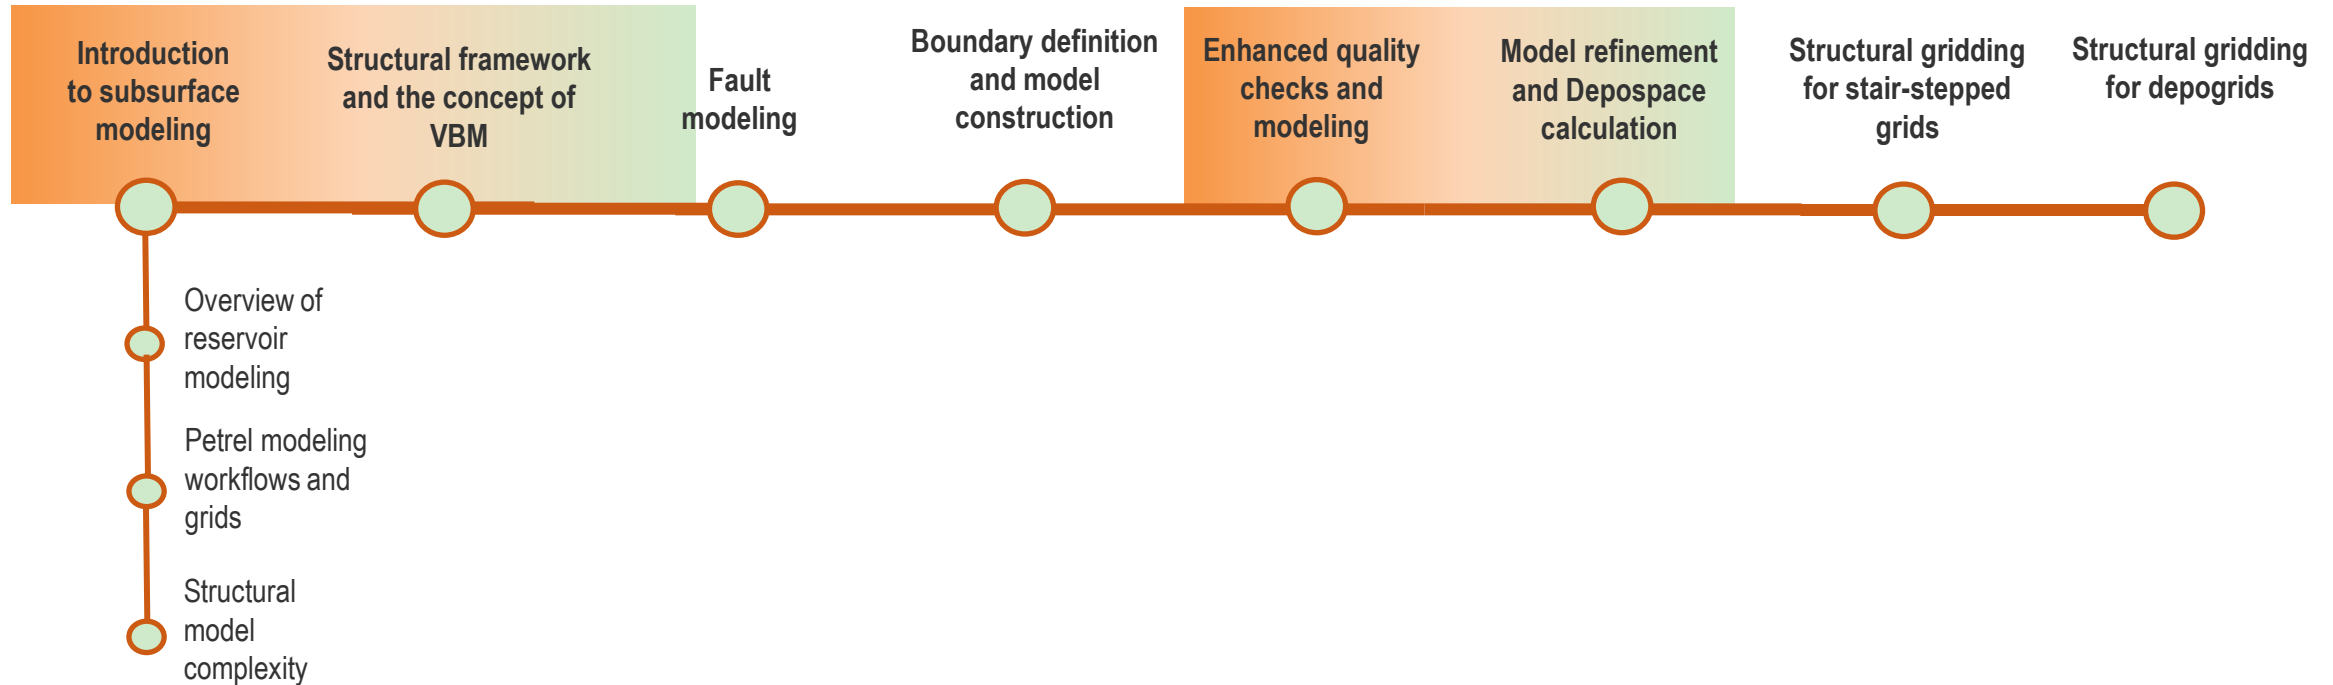 Introduction
to subsurface
modeling
Structural framework
and the concept of
VBM
Fault
modeling
Boundary definition
and model
construction
Enhanced quality
checks and
modeling
Model refinement
and Depospace
calculation
Structural gridding
for stair-stepped
grids
Structural gridding
for depogrids
Overview of
reservoir
modeling
Petrel modeling
workflows and
grids
Structural
model
complexity